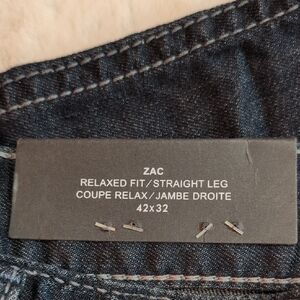 ZAC
RELAXED FIT/STRAIGHT LEG
COUPE RELAX/JAMBE DROITE
42x32